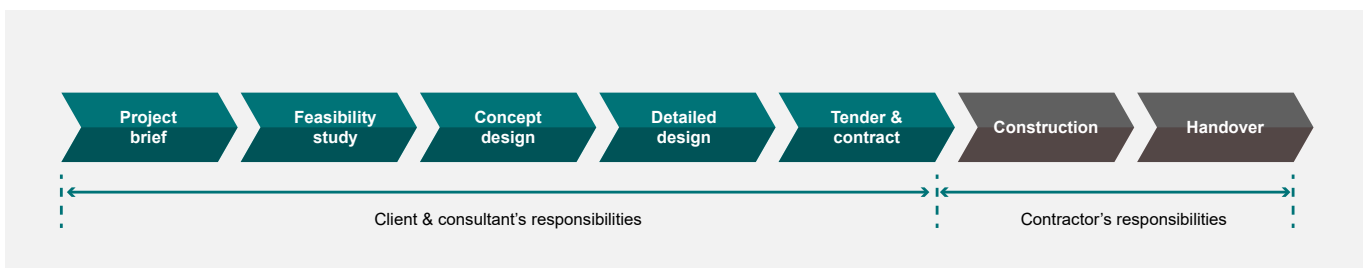 Project
brief
Feasibility
study
Concept
design
Detailed
design
Tender &
contract
Construction
Handover
Client & consultant's responsibilities
Contractor's responsibilities